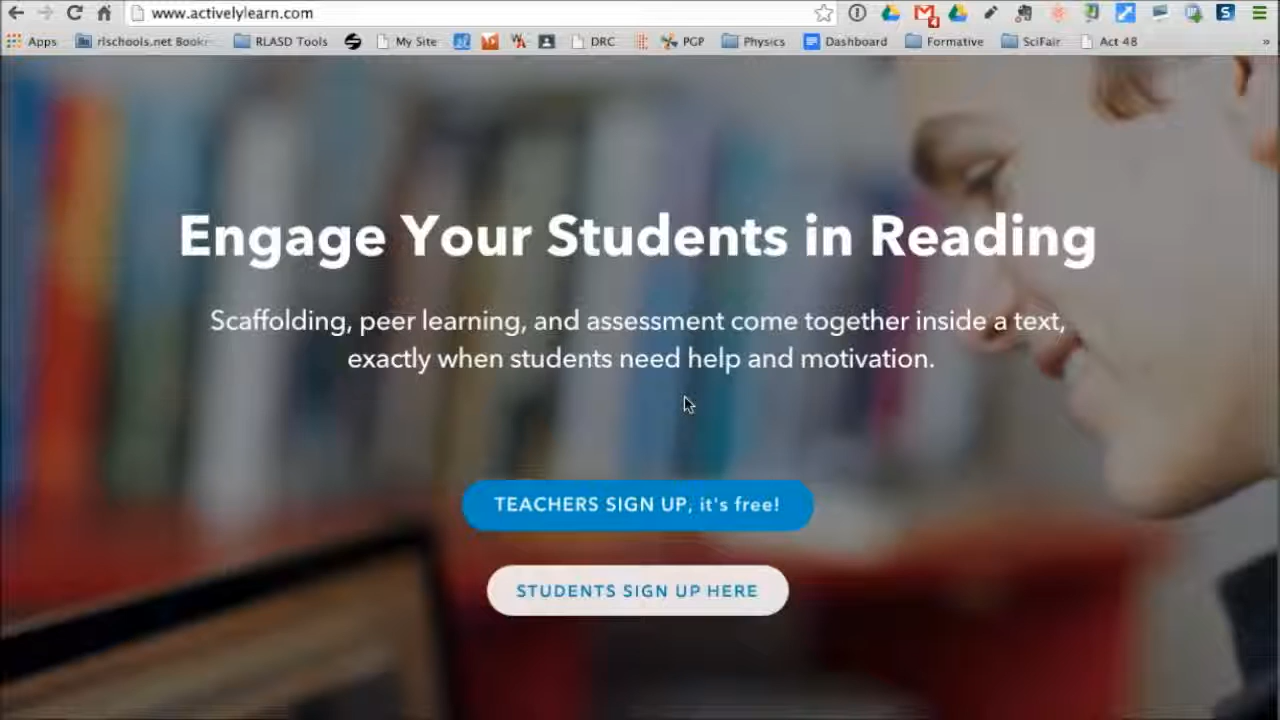 www.activelylearn.com
4
Apps rlschools.net Bookr RLASD Tools My Site DRC PGP Physics Dashboard Formative SciFair Act 48 »
Engage Your Students in Reading
Scaffolding, peer learning, and assessment come together inside a text,
exactly when students need help and motivation.
TEACHERS SIGN UP, it's free!
STUDENTS SIGN UP HERE